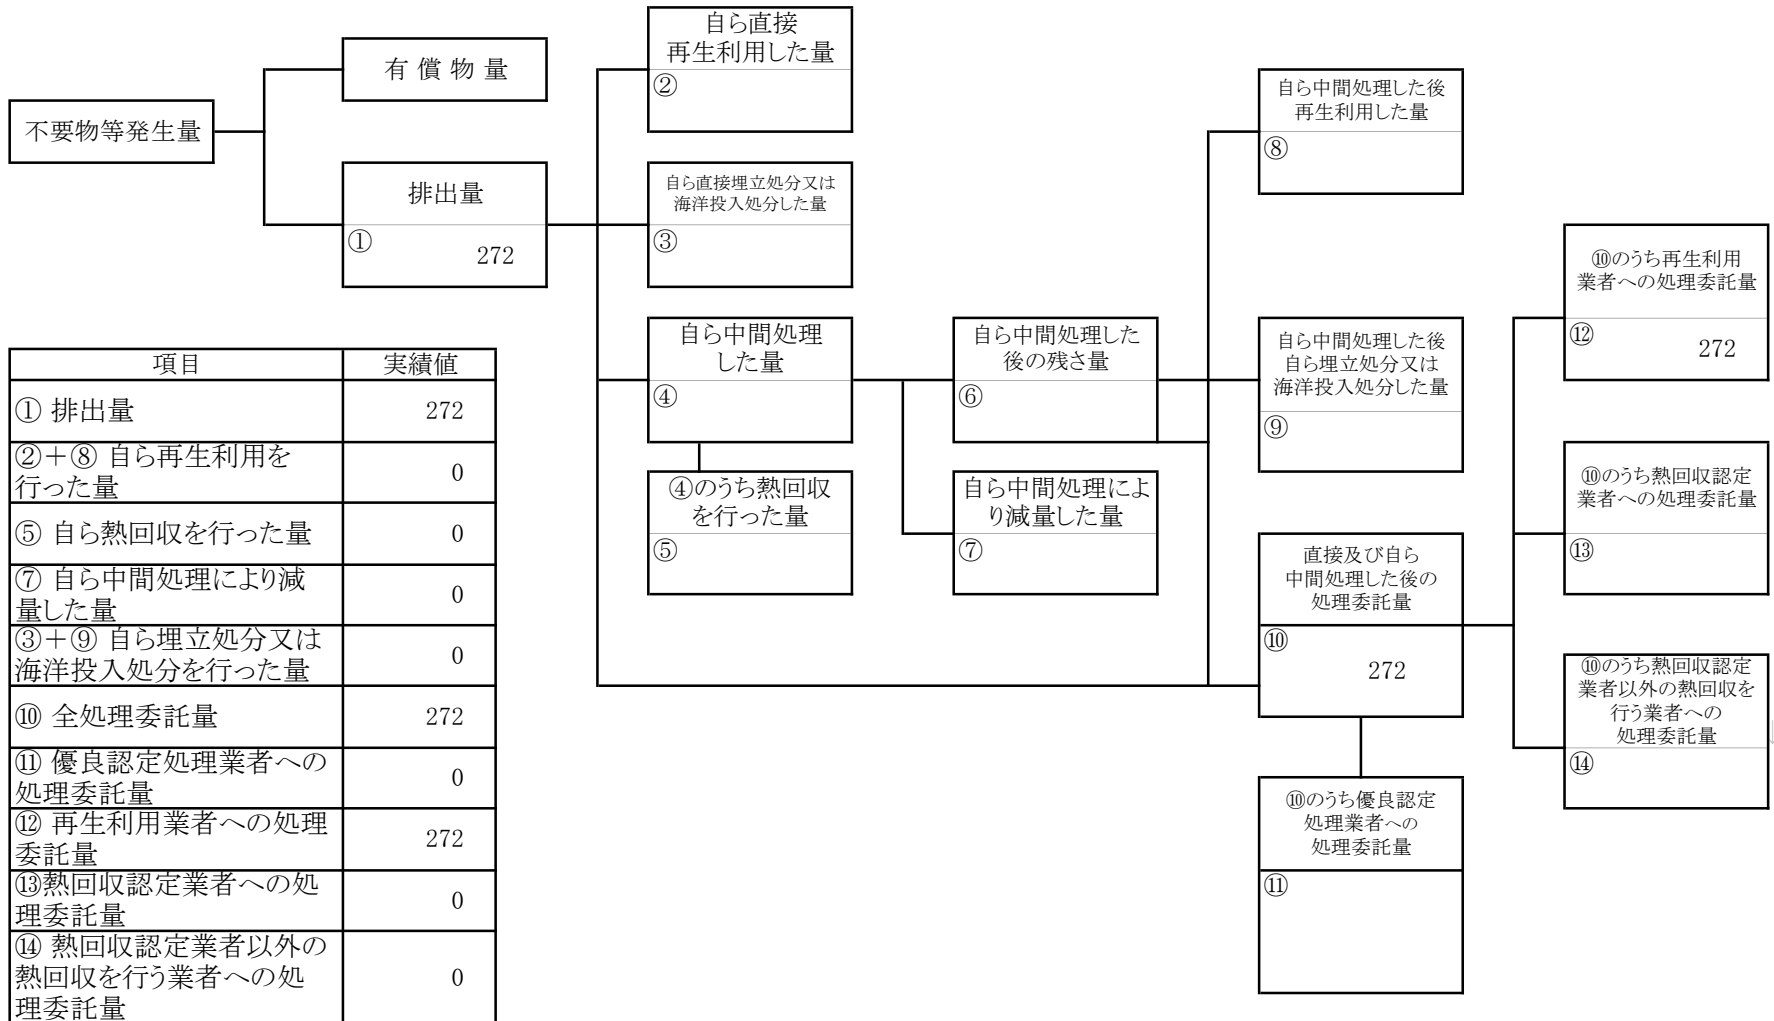 不要物等発生量
有償物量
排出量
①
272
自ら直接
再生利用した量
②
自ら直接埋立処分又は
海洋投入処分した量
③
自ら中間処理
した量
④
④のうち熱回収
を行った量
⑤
自ら中間処理した
後の残さ量
⑥
自ら中間処理によ
り減量した量
⑦
自ら中間処理した後
再生利用した量
⑧
自ら中間処理した後
自ら埋立処分又は
海洋投入処分した量
⑨
直接及び自ら
中間処理した後の
処理委託量
⑩
272
⑩のうち優良認定
処理業者への
処理委託量
⑪
⑩のうち再生利用
業者への処理委託量
⑫
272
⑩のうち熱回収認定
業者への処理委託量
⑬
⑩のうち熱回収認定
業者以外の熱回収を
行う業者への
処理委託量
⑭
項目 実績値
① 排出量 272
②+⑧ 自ら再生利用を
行った量 0
⑤ 自ら熱回収を行った量 0
⑦ 自ら中間処理により減
量した量 0
③+⑨ 自ら埋立処分又は
海洋投入処分を行った量 0
⑩ 全処理委託量 272
⑪ 優良認定処理業者への
処理委託量 0
⑫ 再生利用業者への処理
委託量 272
⑬熱回収認定業者への処
理委託量 0
⑭ 熱回収認定業者以外の
熱回収を行う業者への処
理委託量 0